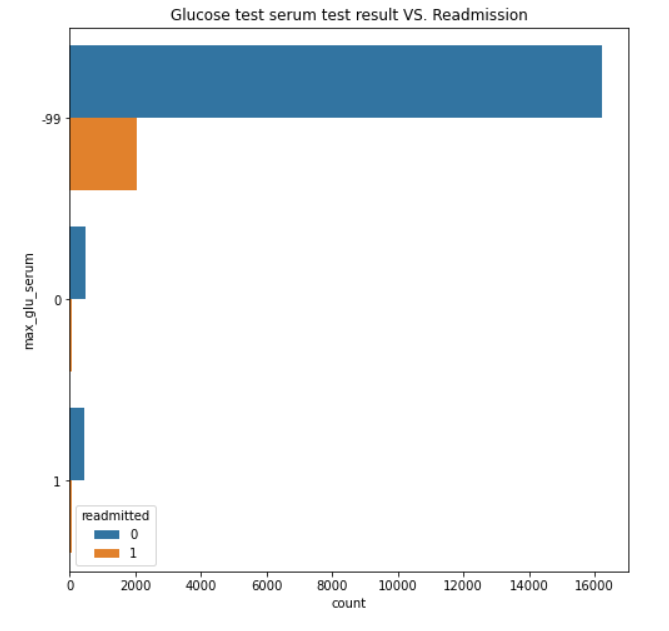 Glucose test serum test result VS. Readmission
max_glu_serum
-99
0
1
readmitted
0
1
0 2000 4000 6000 8000 10000 12000 14000 16000
count